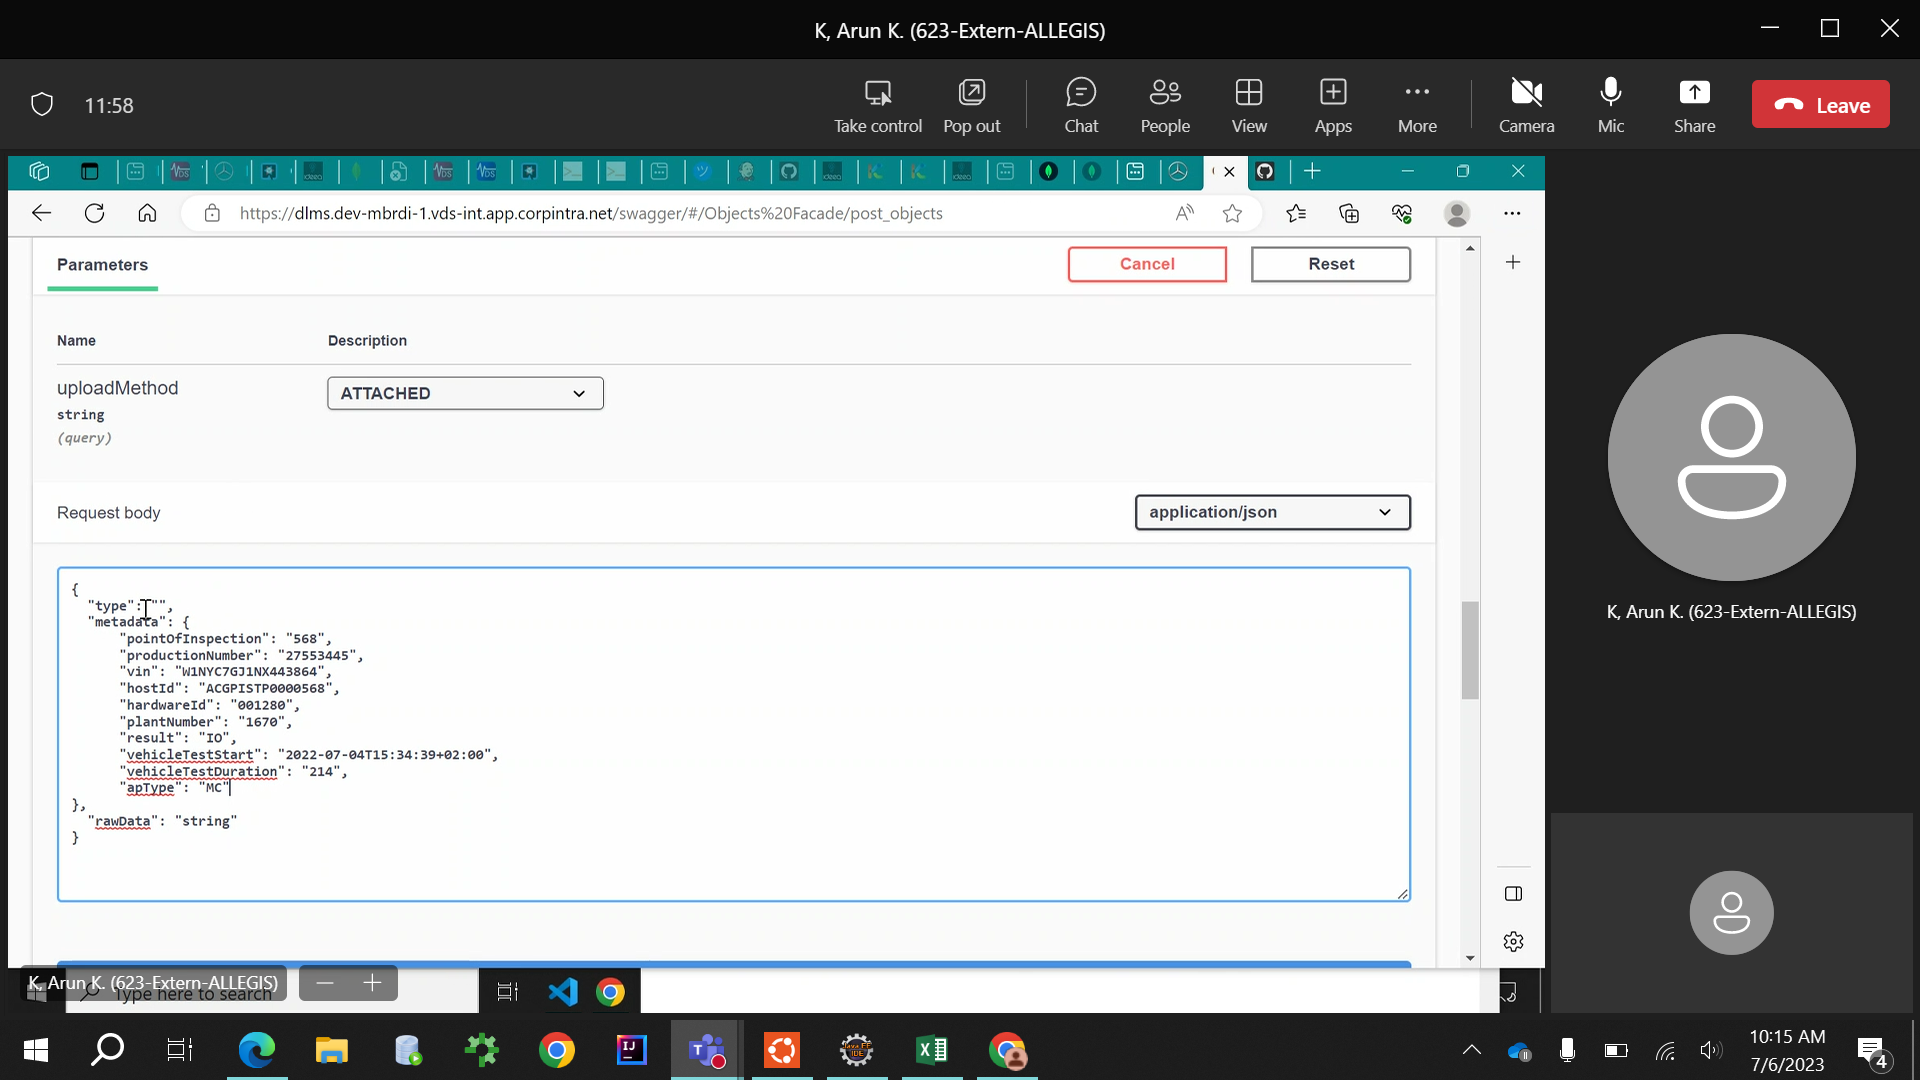 K, Arun K. (623-Extern-ALLEGIS)
11:58
Take control
Pop out
Chat
People
View
Apps
More
Camera
Mic
Share
Leave
https://dlms.dev-mbrdi-1.vds-int.app.corpintra.net/swagger/#/Objects%20Facade/post_objects
Parameters
Cancel
Reset
Name
Description
uploadMethod
string
(query)
ATTACHED
Request body
application/json
{
"type": "",
"metadata": {
"pointOfInspection": "568",
"productionNumber": "27553445",
"vin": "W1NYC7GJ1NX443864",
"hostId": "ACGPISTP0000568",
"hardwareId": "001280",
"plantNumber": "1670",
"result": "IO",
"vehicleTestStart": "2022-07-04T15:34:39+02:00",
"vehicleTestDuration": "214",
"apType": "MC"
},
"rawData": "string"
}
K, Arun K. (623-Extern-ALLEGIS)
K, Arun K. (623-Extern-ALLEGIS)
Type here to search
10:15 AM
7/6/2023
4